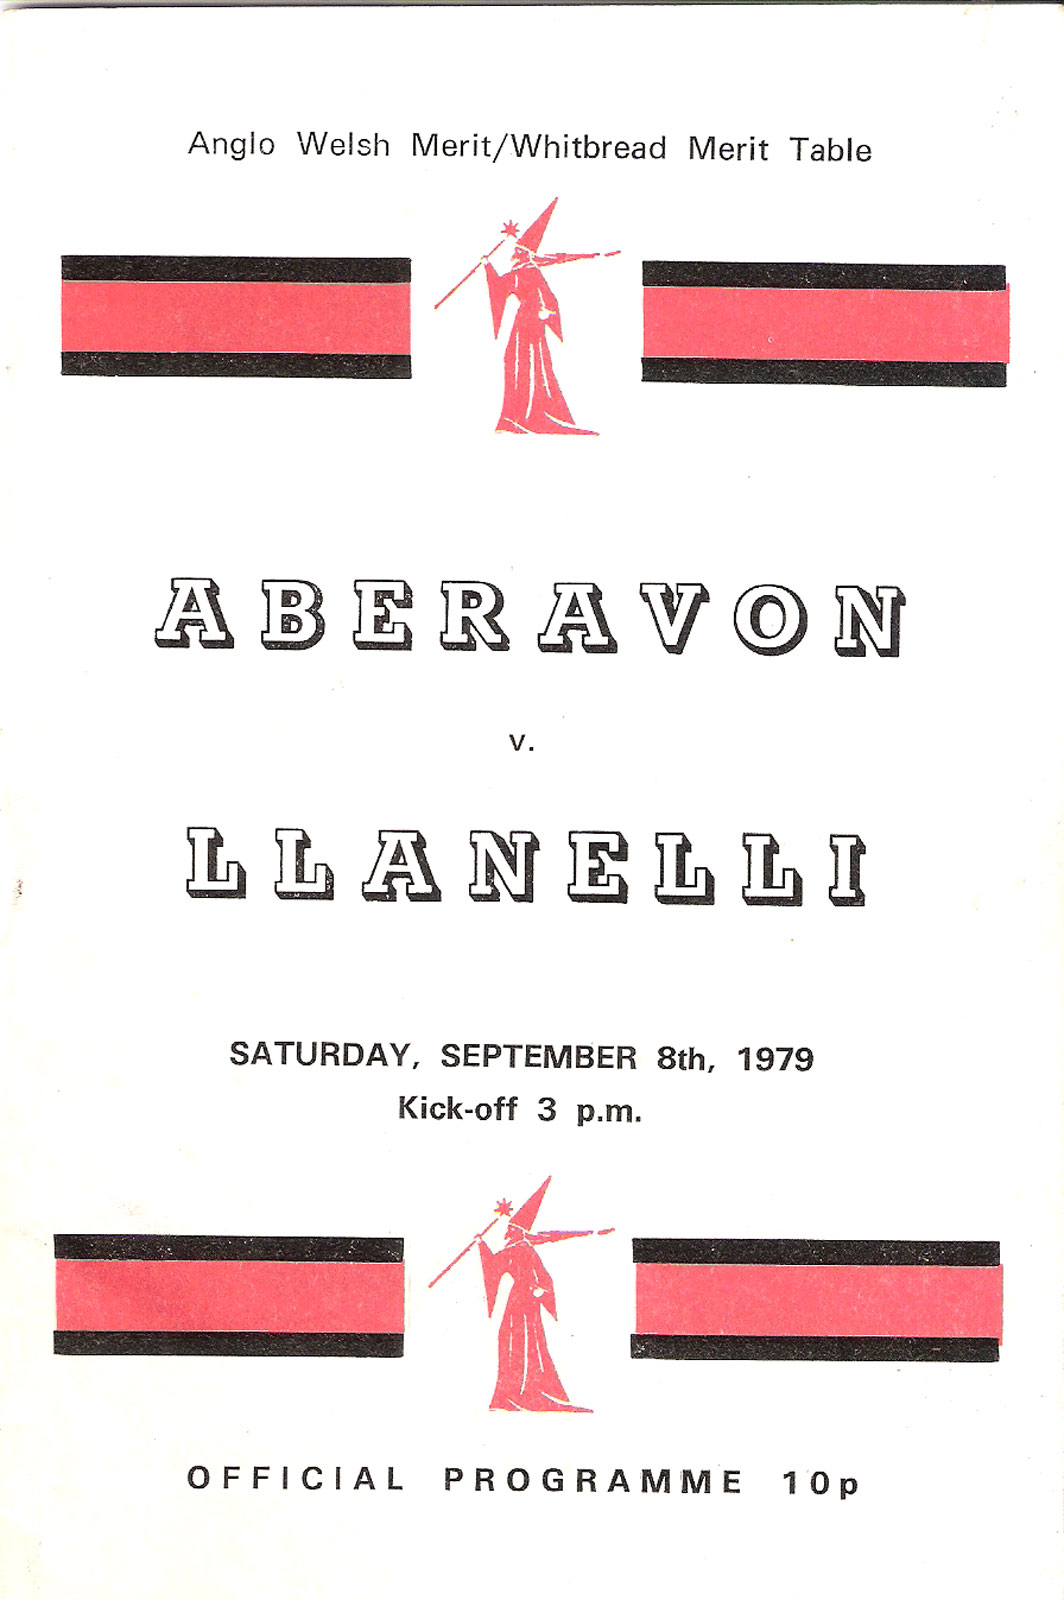 Anglo Welsh Merit/Whitbread Merit Table
ABERAVON
v.
LLANELLI
SATURDAY, SEPTEMBER 8th, 1979
Kick-off 3 p.m.
OFFICIAL PROGRAMME 10p